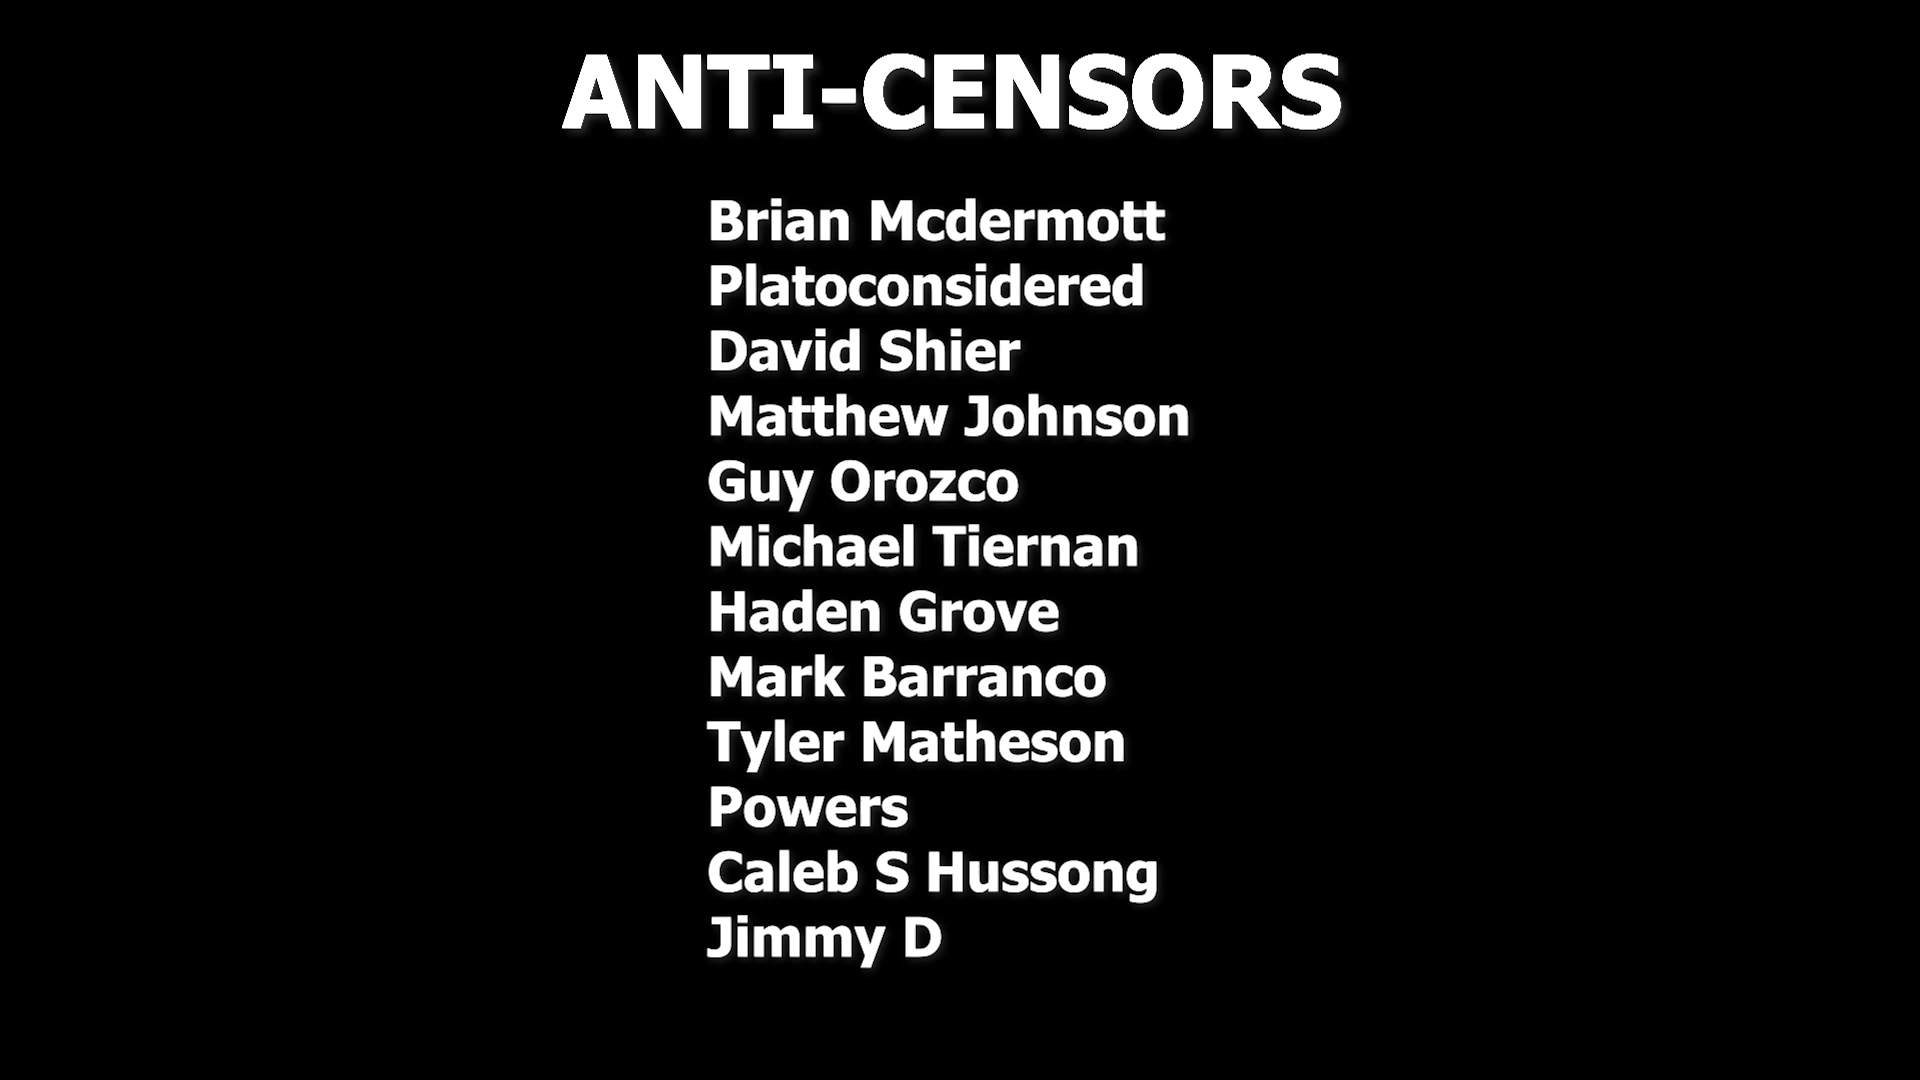 ANTI-CENSORS
Brian Mcdermott
Platoconsidered
David Shier
Matthew Johnson
Guy Orozco
Michael Tiernan
Haden Grove
Mark Barranco
Tyler Matheson
Powers
Caleb S Hussong
Jimmy D